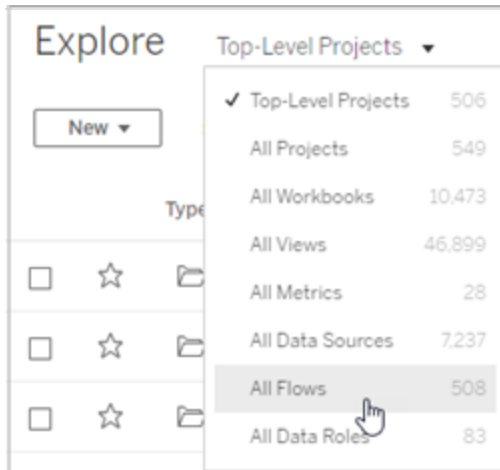 Explore Top-Level Projects
Top-Level Projects 506
New
All Projects 549
All Workbooks 10,473
Type
All Views 46,899
All Metrics 28
All Data Sources 7,237
All Flows 508
All Data Roles 83